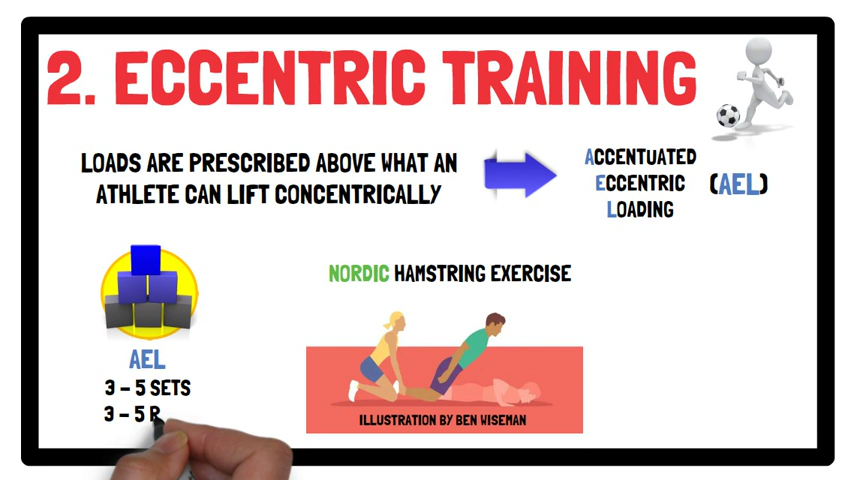 2. ECCENTRIC TRAINING
LOADS ARE PRESCRIBED ABOVE WHAT AN
ATHLETE CAN LIFT CONCENTRICALLY
ACCENTUATED
ECCENTRIC
LOADING
(AEL)
NORDIC HAMSTRING EXERCISE
ILLUSTRATION BY BEN WISEMAN
AEL
3 – 5 SETS
3 – 5 R